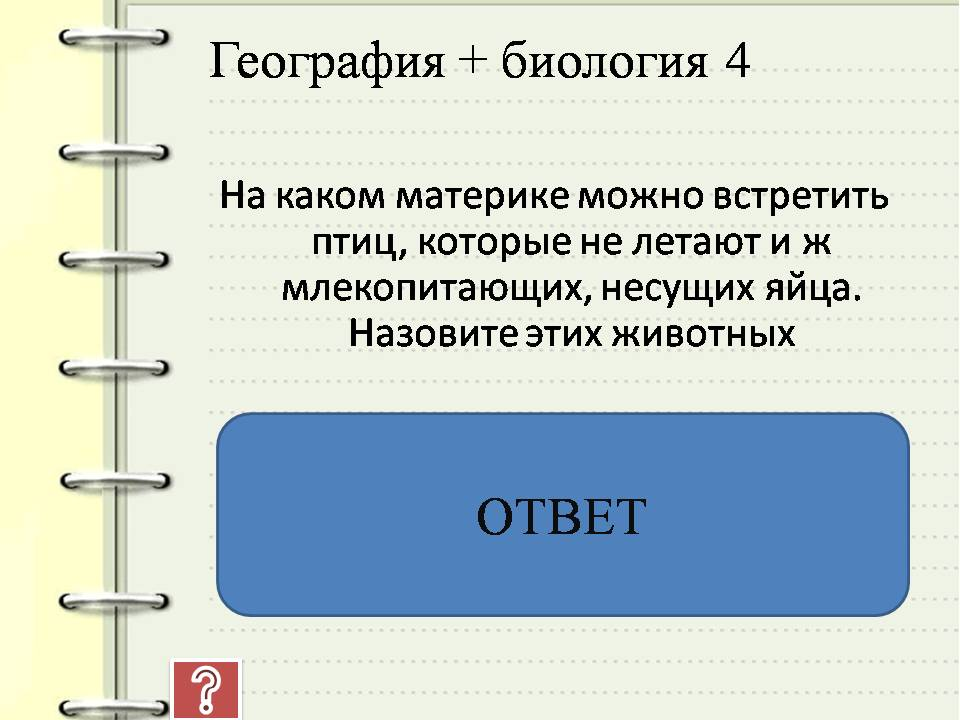 География + биология 4
На каком материке можно встретить
птиц, которые не летают и ж
млекопитающих, несущих яйца.
Назовите этих животных
ОТВЕТ
?